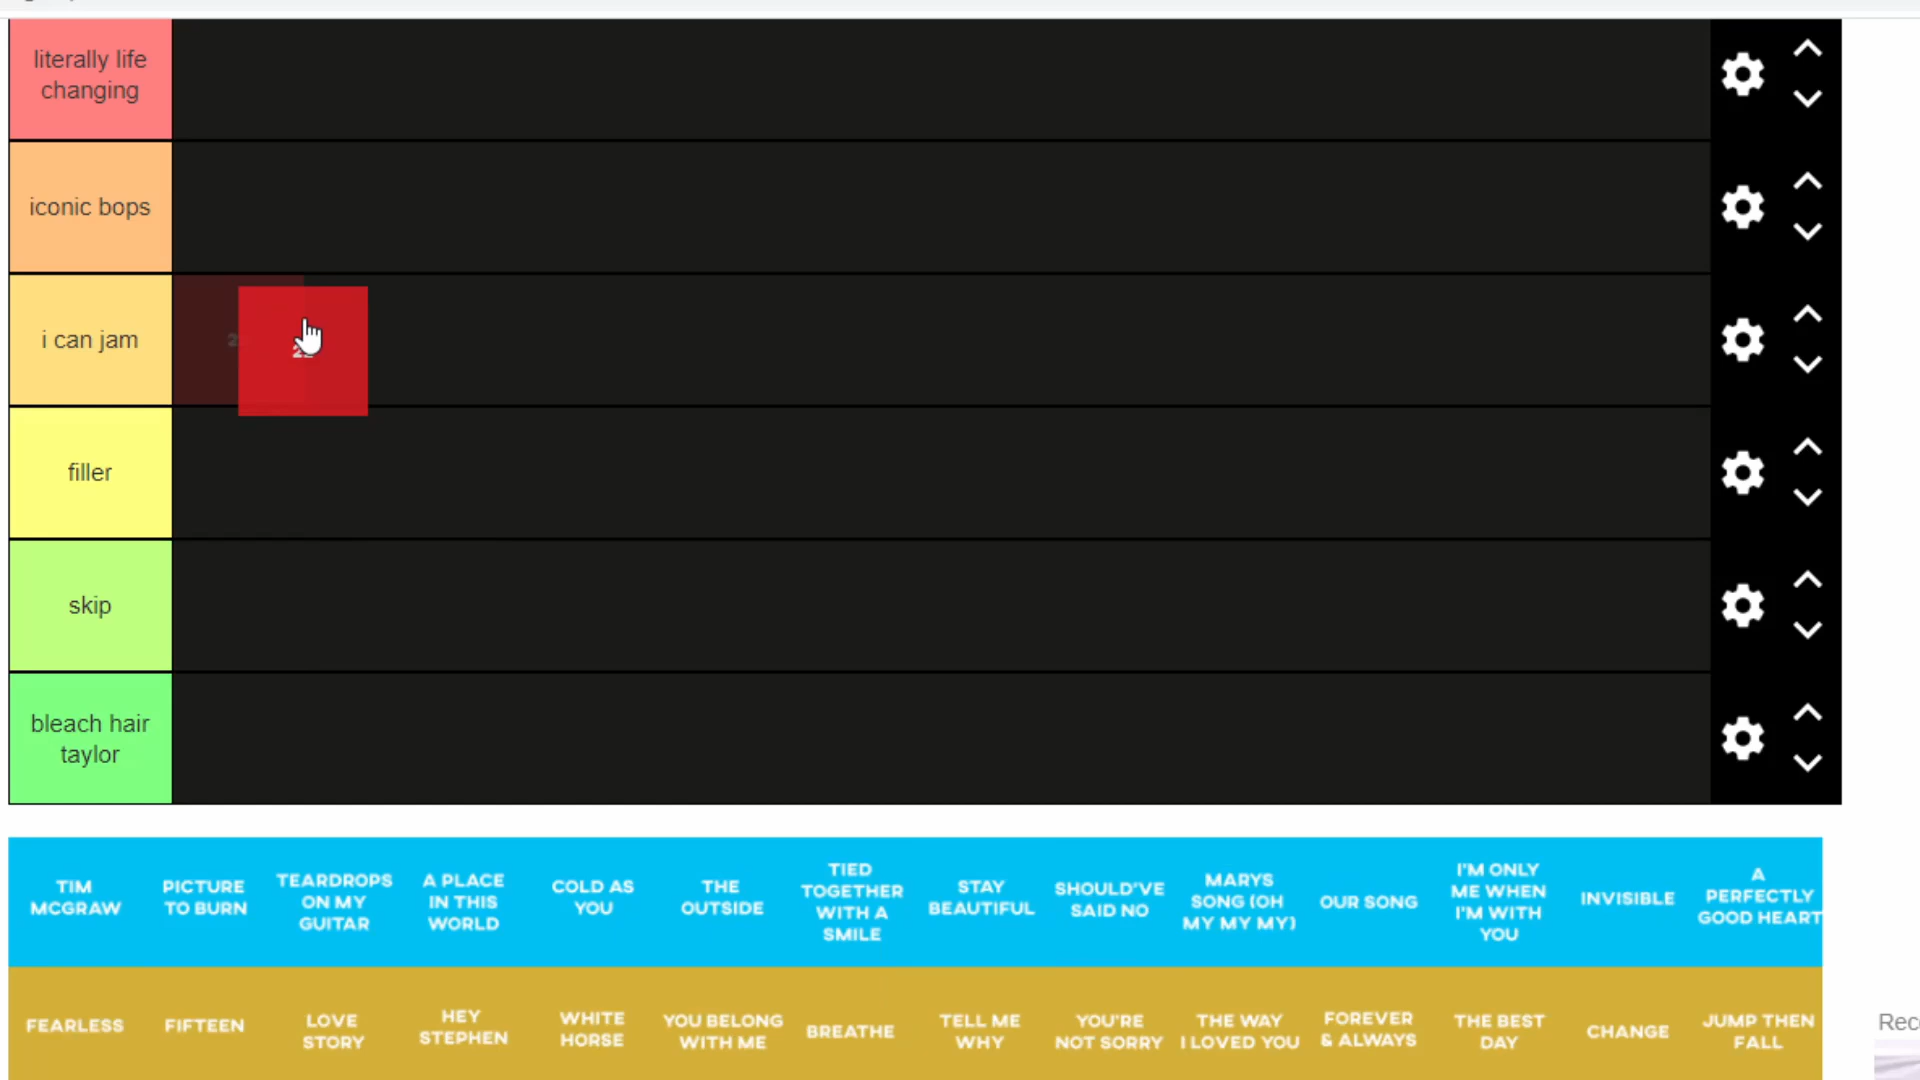 literally life
changing
iconic bops
i can jam
22
filler
skip
bleach hair
taylor
TIM
MCGRAW
PICTURE
TO BURN
TEARDROPS
ON MY
GUITAR
A PLACE
IN THIS
WORLD
COLD AS
YOU
THE
OUTSIDE
TIED
TOGETHER
WITH A
SMILE
STAY
BEAUTIFUL
SHOULD'VE
SAID NO
MARYS
SONG (OH
MY MY MY)
OUR SONG
I'M ONLY
ME WHEN
I'M WITH
YOU
INVISIBLE
A
PERFECTLY
GOOD HEART
FEARLESS
FIFTEEN
LOVE
STORY
HEY
STEPHEN
WHITE
HORSE
YOU BELONG
WITH ME
BREATHE
TELL ME
WHY
YOU'RE
NOT SORRY
THE WAY
I LOVED YOU
FOREVER
& ALWAYS
THE BEST
DAY
CHANGE
JUMP THEN
FALL